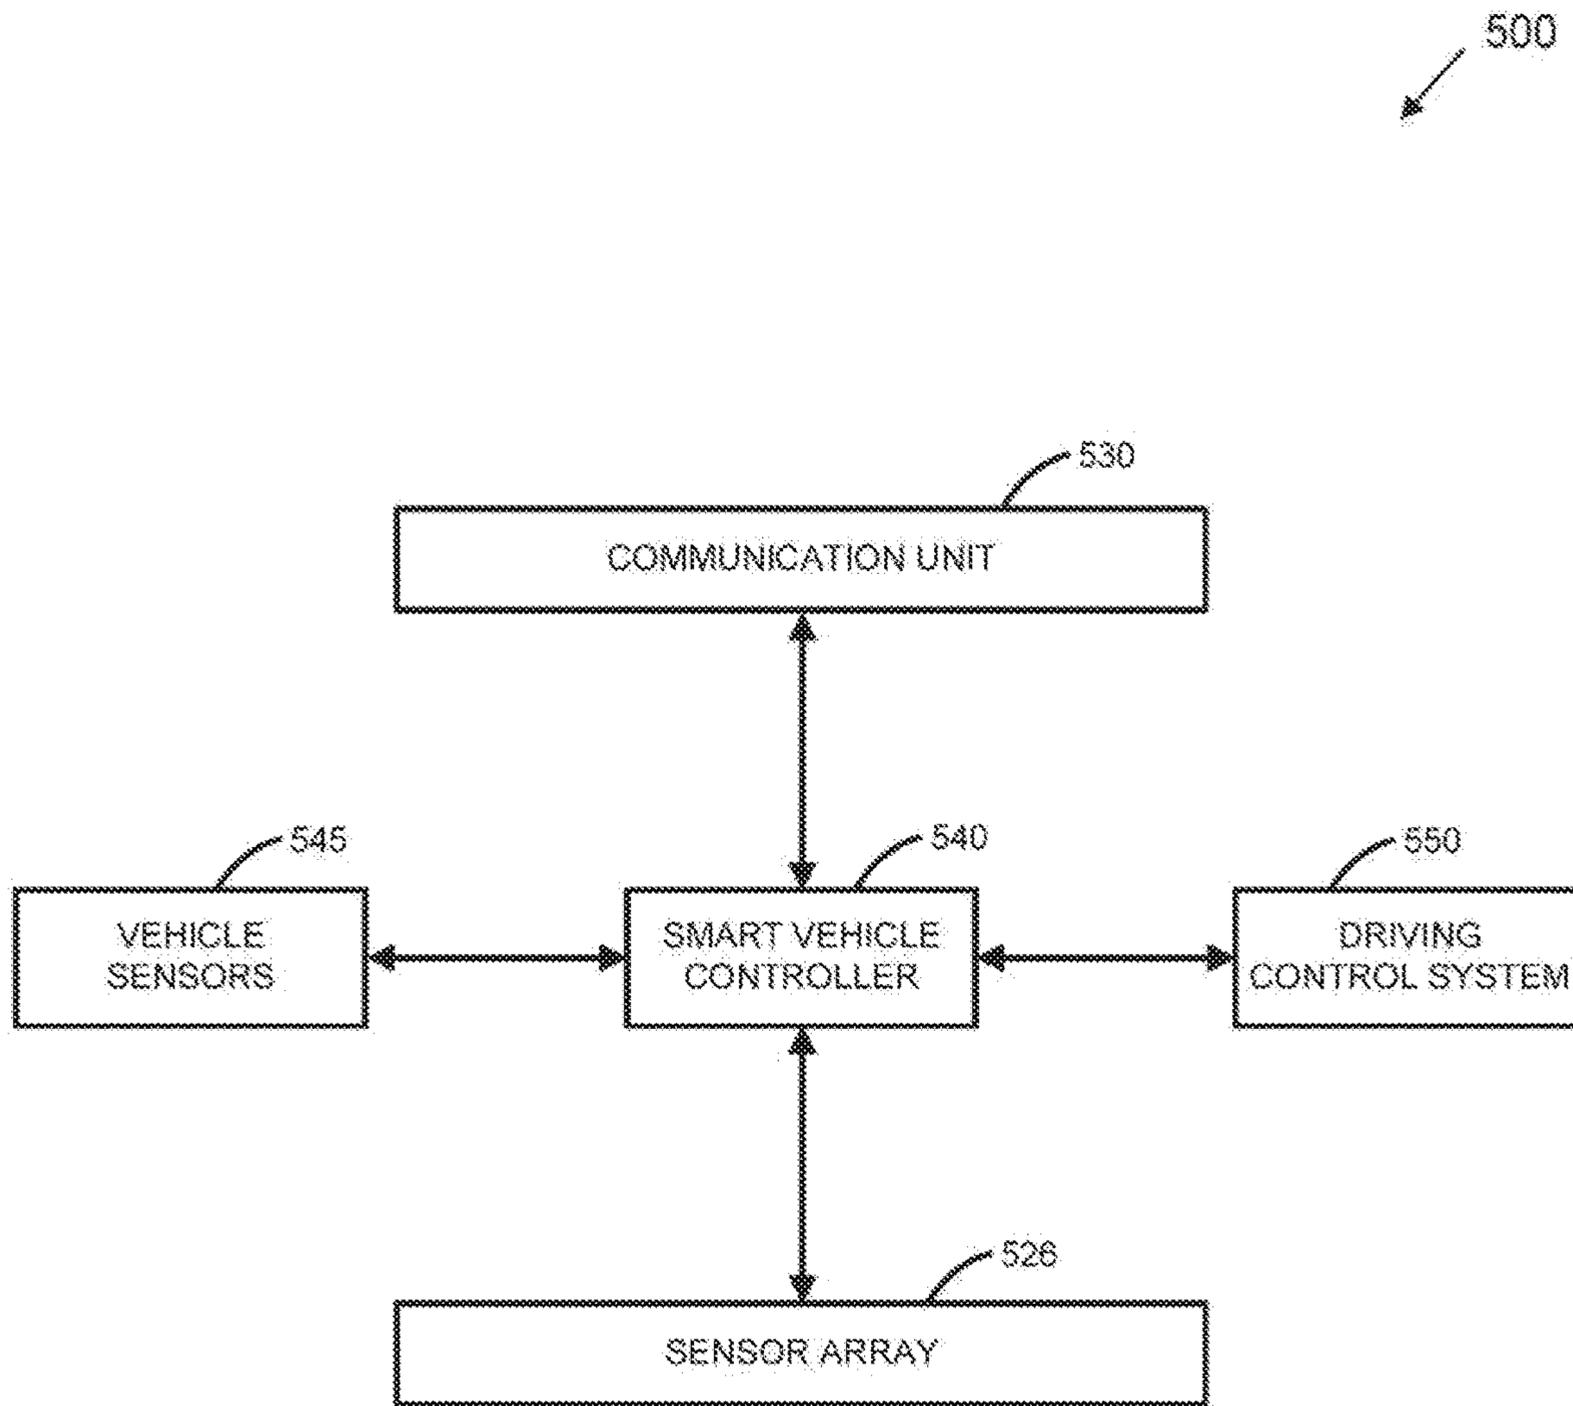 500
530
COMMUNICATION UNIT
545
540
550
VEHICLE
SENSORS
SMART VEHICLE
CONTROLLER
DRIVING
CONTROL SYSTEM
526
SENSOR ARRAY